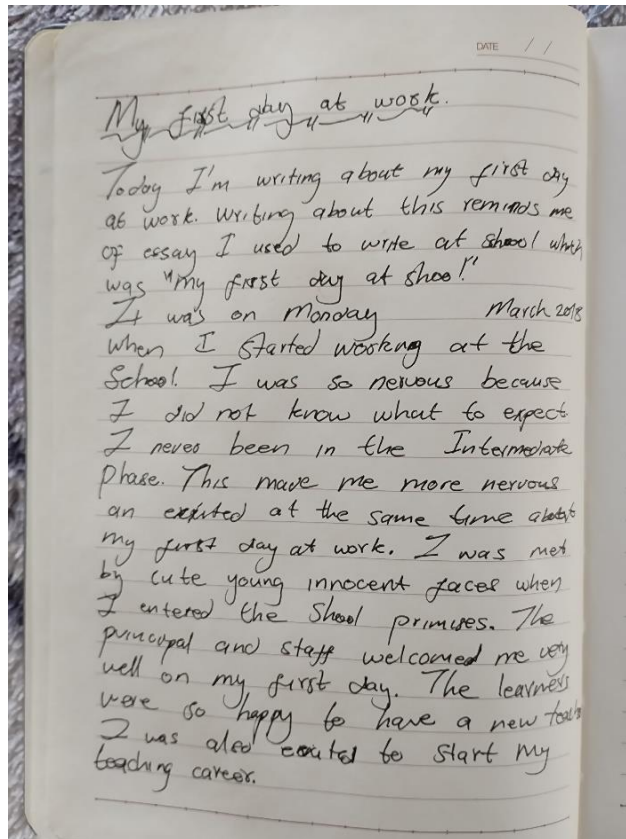 DATE / /
My first day at work.
Today I'm writing about my first day
at work. Writing about this reminds me
of essay I used to write at shool which
was "my first day at shool"
It was on Monday March 2018
when I started working at the
School. I was so nervous because
I did not know what to expect
I never been in the Intermediate
Phase. This made me more nervous
an exited at the same time about
my first day at work. I was met
by cute young innocent faces when
I entered the Shool primises. The
principal and staff welcomed me very
well on my first day. The learners
were so happy to have a new teacher
I was also exited to start my
teaching career.